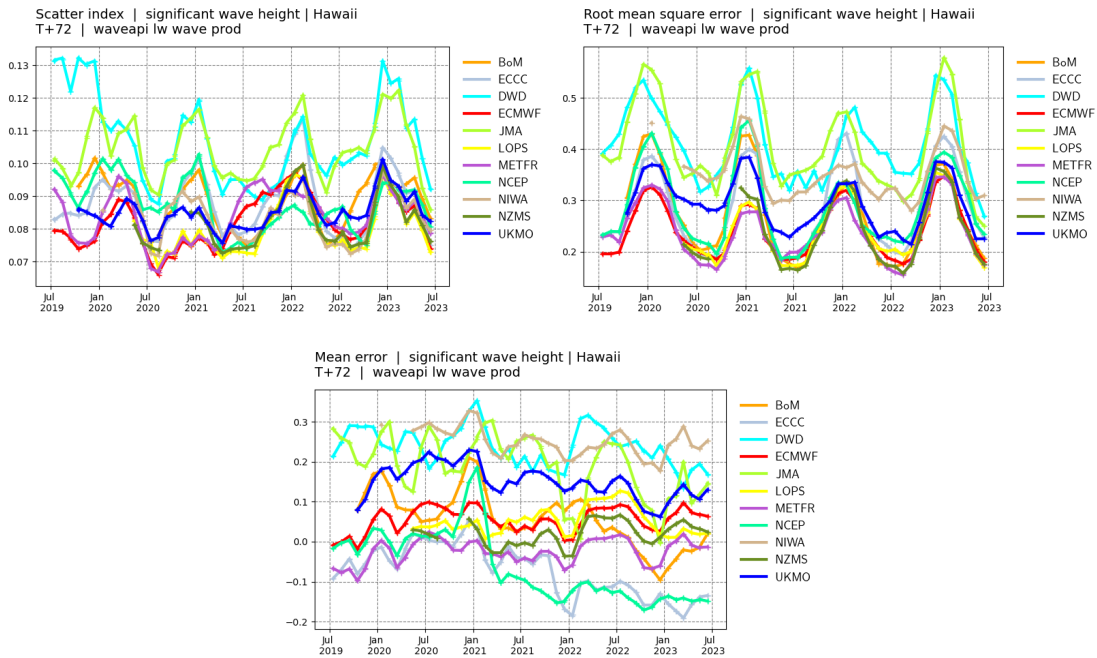 Scatter index | significant wave height | Hawaii
T+72 | waveapi lw wave prod
0.13
0.12
0.11
0.10
0.09
0.08
0.07
Jul 2019
Jan 2020
Jul 2020
Jan 2021
Jul 2021
Jan 2022
Jul 2022
Jan 2023
Jul 2023
BoM
ECCC
DWD
ECMWF
JMA
LOPS
METFR
NCEP
NIWA
NZMS
UKMO
Root mean square error | significant wave height | Hawaii
T+72 | waveapi lw wave prod
0.5
0.4
0.3
0.2
Jul 2019
Jan 2020
Jul 2020
Jan 2021
Jul 2021
Jan 2022
Jul 2022
Jan 2023
Jul 2023
BoM
ECCC
DWD
ECMWF
JMA
LOPS
METFR
NCEP
NIWA
NZMS
UKMO
Mean error | significant wave height | Hawaii
T+72 | waveapi lw wave prod
0.3
0.2
0.1
0.0
−0.1
−0.2
Jul 2019
Jan 2020
Jul 2020
Jan 2021
Jul 2021
Jan 2022
Jul 2022
Jan 2023
Jul 2023
BoM
ECCC
DWD
ECMWF
JMA
LOPS
METFR
NCEP
NIWA
NZMS
UKMO